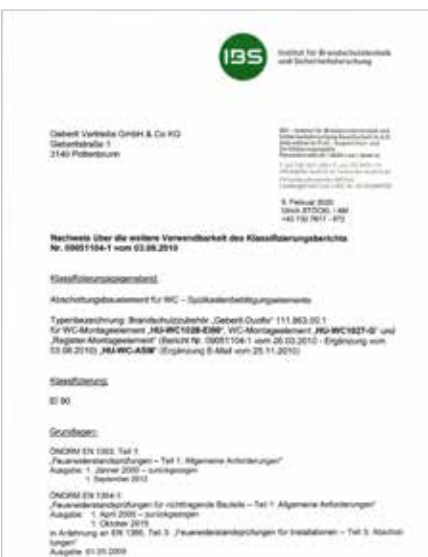 IBS
Institut für Brandschutztechnik
und Sicherheitsforschung
Geberit Vertriebs GmbH & Co KG
Geberitstraße 1
3140 Pottenbrunn
5. Februar 2020
Nachweis über die weitere Verwendbarkeit des Klassifizierungsberichts
Nr. 09051104-1 vom 03.08.2010
Klassifizierungsgegenstand:
Abschottungsbauelement für WC – Spülkastenbetätigungselemente
Typenbezeichnung: Brandschutzzubehör „Geberit-Duofix“ 111.863.00.1
für WC-Montageelement „HU-WC1028-EI90“, WC-Montageelement „HU-WC1027-G“ und
„Register-Montageelement“ (Bericht Nr. 09051104-1 vom 26.03.2010 - Ergänzung vom
03.08.2010) „HU-WC-ASM“ (Ergänzung E-Mail vom 25.11.2010)
Klassifizierung:
EI 90
Grundlagen:
ÖNORM EN 1363, Teil 1
„Feuerwiderstandsprüfungen – Teil 1: Allgemeine Anforderungen“
Ausgabe: 1. Jänner 2000 – zurückgezogen
1. September 2012
ÖNORM EN 1364-1:
„Feuerwiderstandsprüfungen für nichttragende Bauteile – Teil 1: Allgemeine Anforderungen“
Ausgabe: 1. April 2000 – zurückgezogen
1. Oktober 2015
in Anlehnung an EN 1366, Teil 3: „Feuerwiderstandsprüfungen für Installationen – Teil 3:
Ausgabe: 01.05.2009